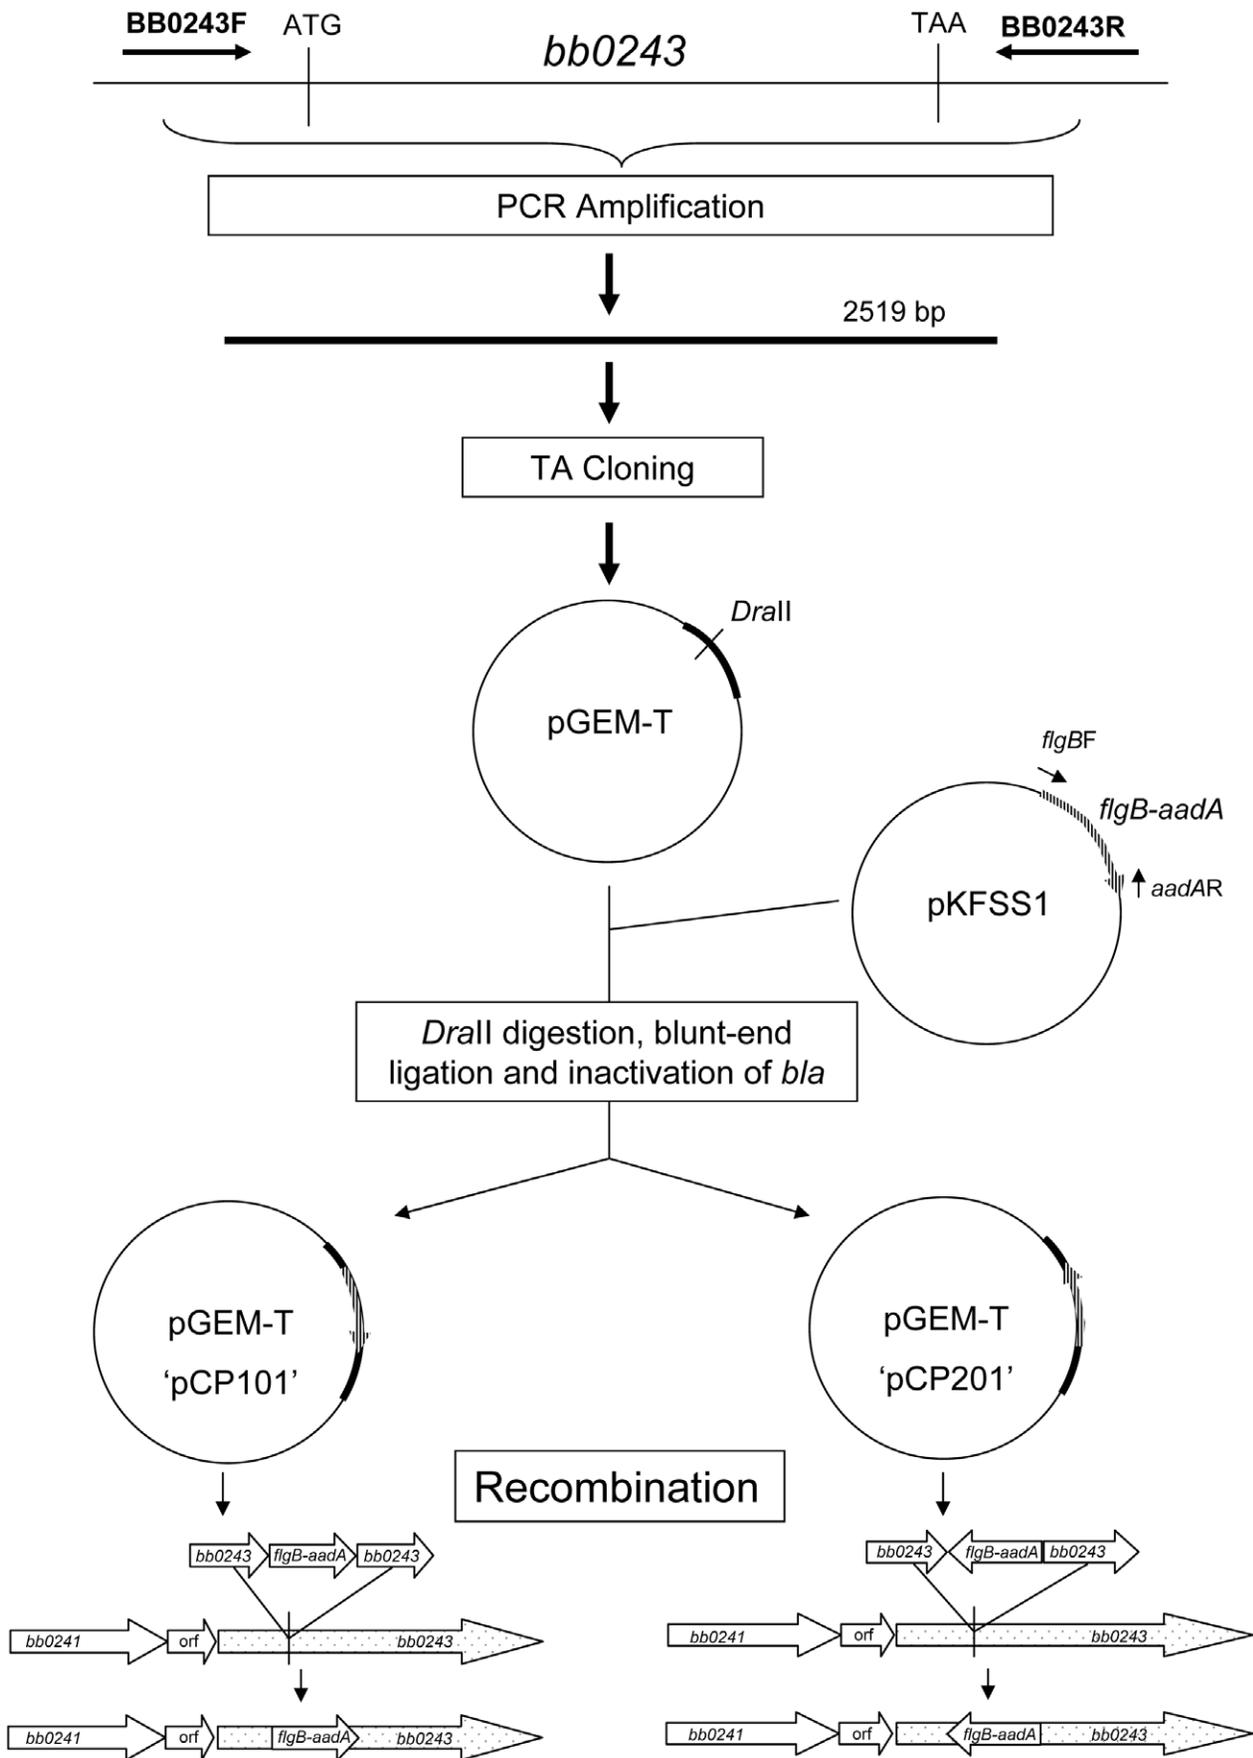 BB0243F ATG bb0243 TAA BB0243R
PCR Amplification
2519 bp
TA Cloning
DraII
pGEM-T
flgBF
flgB-aadA
aadAR
pKFSS1
DraII digestion, blunt-end
ligation and inactivation of bla
pGEM-T
‘pCP101’
pGEM-T
‘pCP201’
Recombination
bb0243 flgB-aadA bb0243
bb0243 flgB-aadA bb0243
bb0241 orf bb0243
bb0241 orf bb0243
bb0241 orf flgB-aadA bb0243
bb0241 orf flgB-aadA bb0243